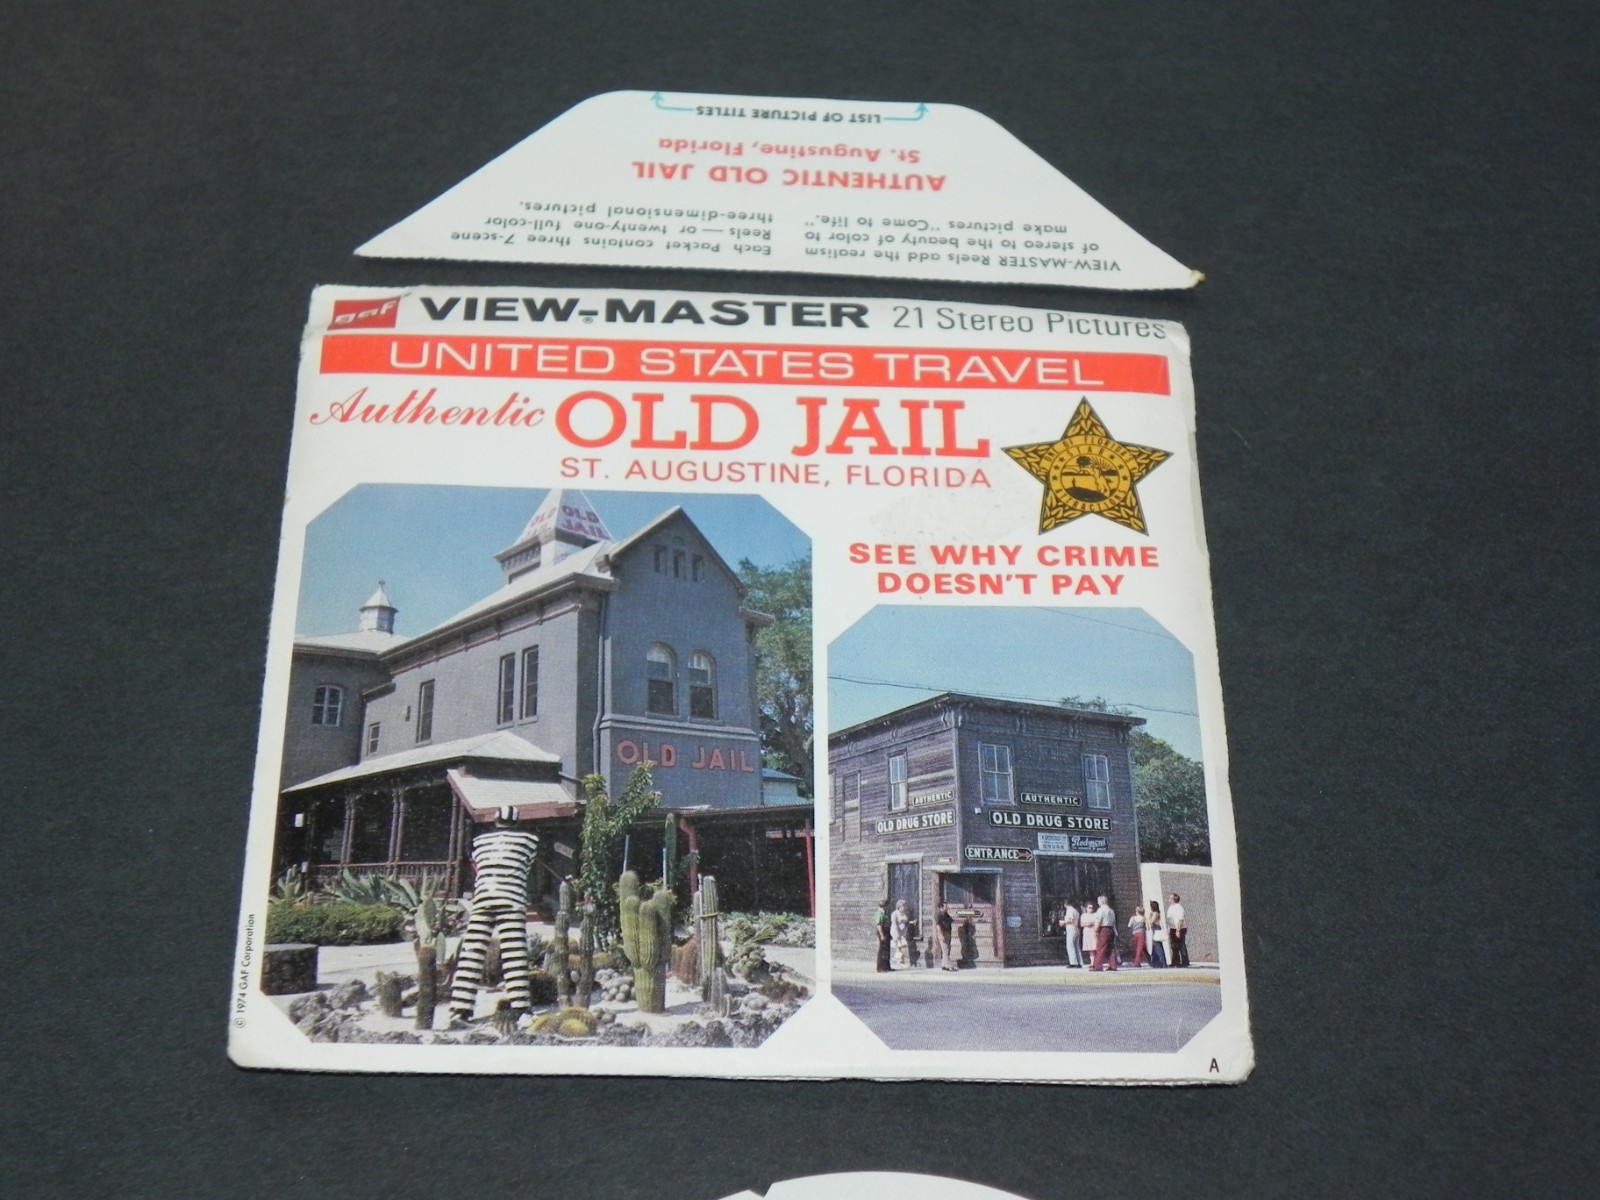 LIST OF PICTURE TITLES
AUTHENTIC OLD JAIL
St. Augustine, Florida
Each Packet contains three 7-scene
Reels — or twenty-one full-color
three-dimensional pictures.
VIEW-MASTER Reels add the realism
of stereo to the beauty of color to
make pictures "Come to life."
gaf VIEW-MASTER® 21 Stereo Pictures
UNITED STATES TRAVEL
Authentic OLD JAIL
ST. AUGUSTINE, FLORIDA
SEE WHY CRIME
DOESN'T PAY
OLD OLD
JAIL
OLD JAIL
AUTHENTIC
OLD DRUG STORE
AUTHENTIC
OLD DRUG STORE
ENTRANCE
© 1974 GAF Corporation
A